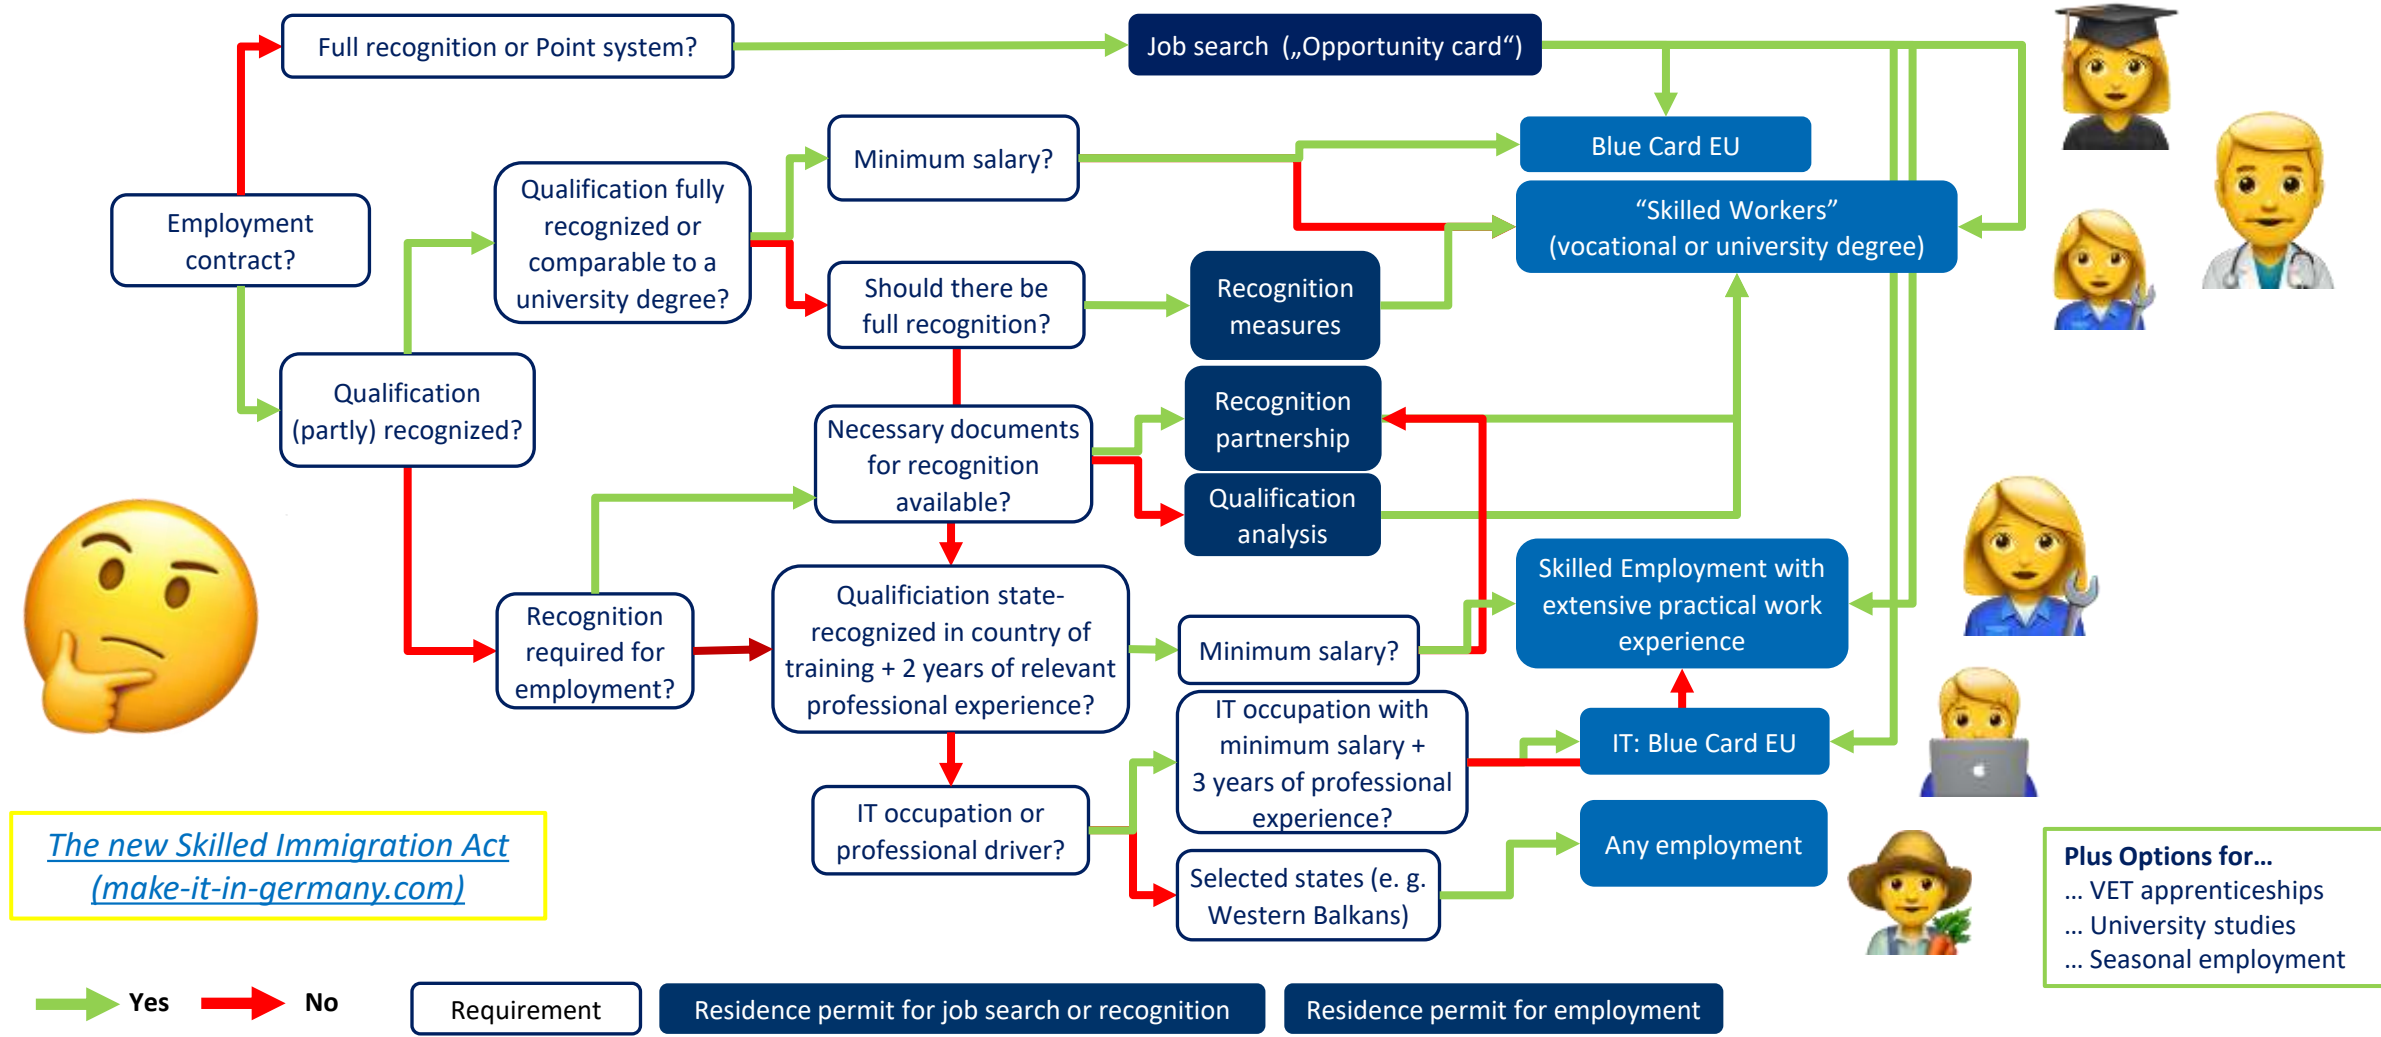 Full recognition or Point system?
Job search („Opportunity card“)
Minimum salary?
Blue Card EU
Employment
contract?
Qualification fully
recognized or
comparable to a
university degree?
“Skilled Workers”
(vocational or university degree)
Should there be
full recognition?
Recognition
measures
Qualification
(partly) recognized?
Recognition
partnership
Necessary documents
for recognition
available?
Qualification
analysis
Recognition
required for
employment?
Qualificiation state-
recognized in country of
training + 2 years of relevant
professional experience?
Minimum salary?
Skilled Employment with
extensive practical work
experience
IT occupation with
minimum salary +
3 years of professional
experience?
IT: Blue Card EU
IT occupation or
professional driver?
Selected states (e. g.
Western Balkans)
Any employment
The new Skilled Immigration Act
(make-it-in-germany.com)
Plus Options for...
... VET apprenticeships
... University studies
... Seasonal employment
Yes
No
Requirement
Residence permit for job search or recognition
Residence permit for employment